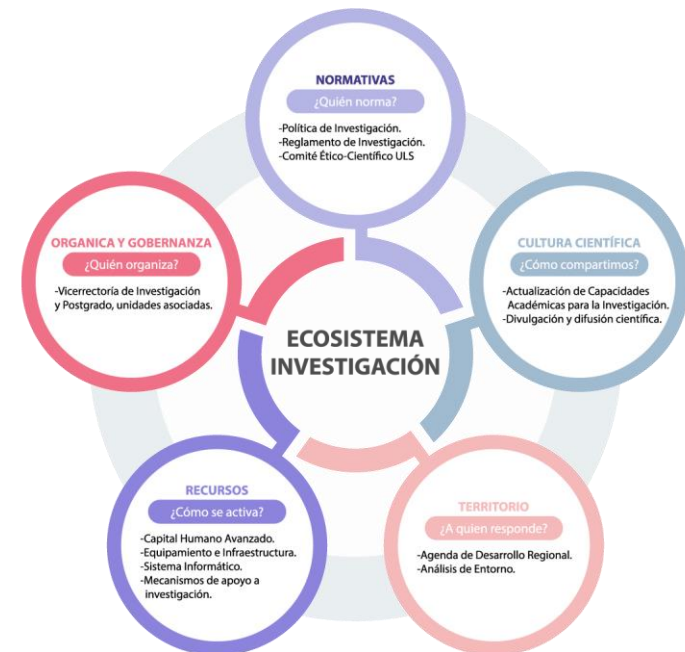 NORMATIVAS
¿Quién norma?
-Política de Investigación.
-Reglamento de Investigación.
-Comité Ético-Científico ULS
ORGANICA Y GOBERNANZA
¿Quién organiza?
-Vicerrectoría de Investigación
y Postgrado, unidades asociadas.
CULTURA CIENTÍFICA
¿Cómo compartimos?
-Actualización de Capacidades
Académicas para la Investigación.
-Divulgación y difusión científica.
ECOSISTEMA
INVESTIGACIÓN
RECURSOS
¿Cómo se activa?
-Capital Humano Avanzado.
-Equipamiento e Infraestructura.
-Sistema Informático.
-Mecanismos de apoyo a
investigación.
TERRITORIO
¿A quien responde?
-Agenda de Desarrollo Regional.
-Análisis de Entorno.